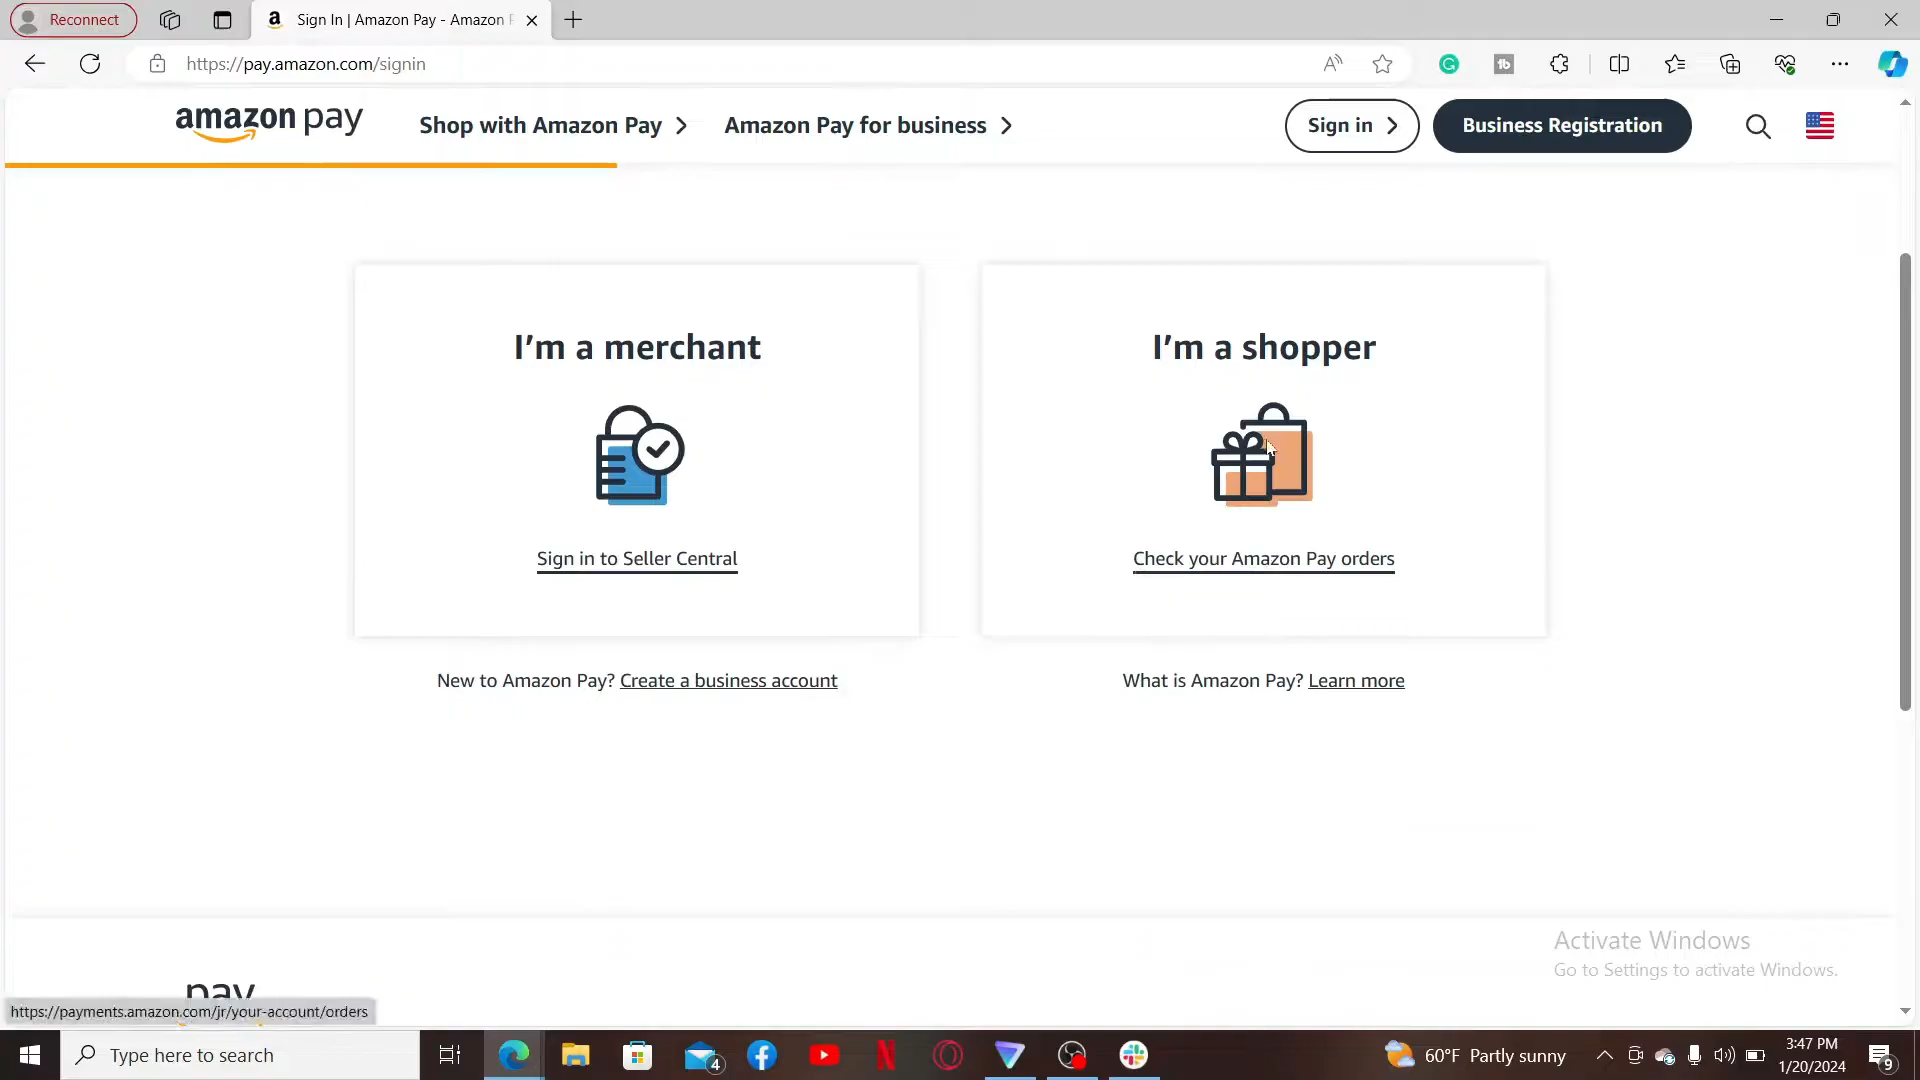 Reconnect
Sign In | Amazon Pay - Amazon
https://pay.amazon.com/signin
amazon pay
Shop with Amazon Pay
Amazon Pay for business
Sign in
Business Registration
I'm a merchant
I'm a shopper
Sign in to Seller Central
Check your Amazon Pay orders
New to Amazon Pay? Create a business account
What is Amazon Pay? Learn more
Activate Windows
Go to Settings to activate Windows.
pay
https://payments.amazon.com/jr/your-account/orders
Type here to search
4
60°F Partly sunny
3:47 PM
1/20/2024
9